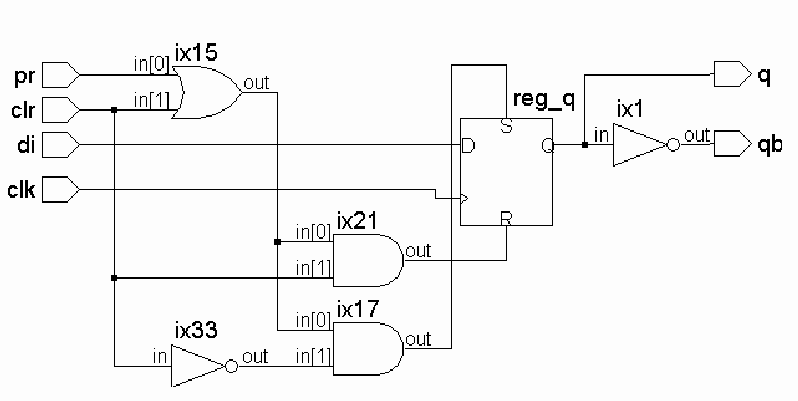 ix15
pr in[0] out q
clr in[1] reg_q ix1
S
di D Q in out qb
clk
R
ix21
in[0] out
in[1]
ix17
in[0] out
ix33
in out in[1]